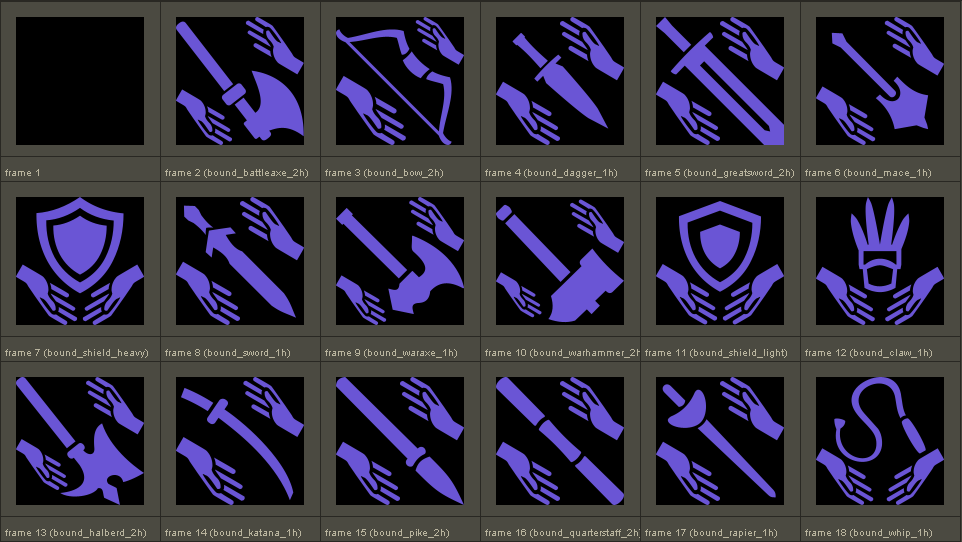 frame 1
frame 2 (bound_battleaxe_2h)
frame 3 (bound_bow_2h)
frame 4 (bound_dagger_1h)
frame 5 (bound_greatsword_2h)
frame 6 (bound_mace_1h)
frame 7 (bound_shield_heavy)
frame 8 (bound_sword_1h)
frame 9 (bound_waraxe_1h)
frame 10 (bound_warhammer_2h
frame 11 (bound_shield_light)
frame 12 (bound_claw_1h)
frame 13 (bound_halberd_2h)
frame 14 (bound_katana_1h)
frame 15 (bound_pike_2h)
frame 16 (bound_quarterstaff_2h)
frame 17 (bound_rapier_1h)
frame 18 (bound_whip_1h)